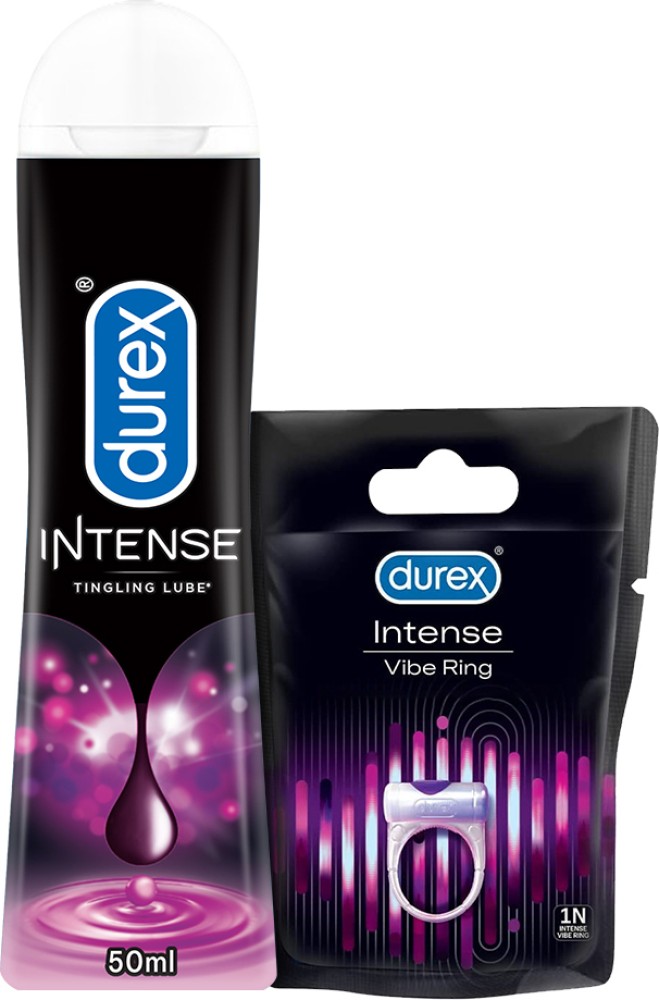 durex®
INTENSE
TINGLING LUBE*
50ml
durex®
Intense
Vibe Ring
1N
INTENSE
VIBE RING